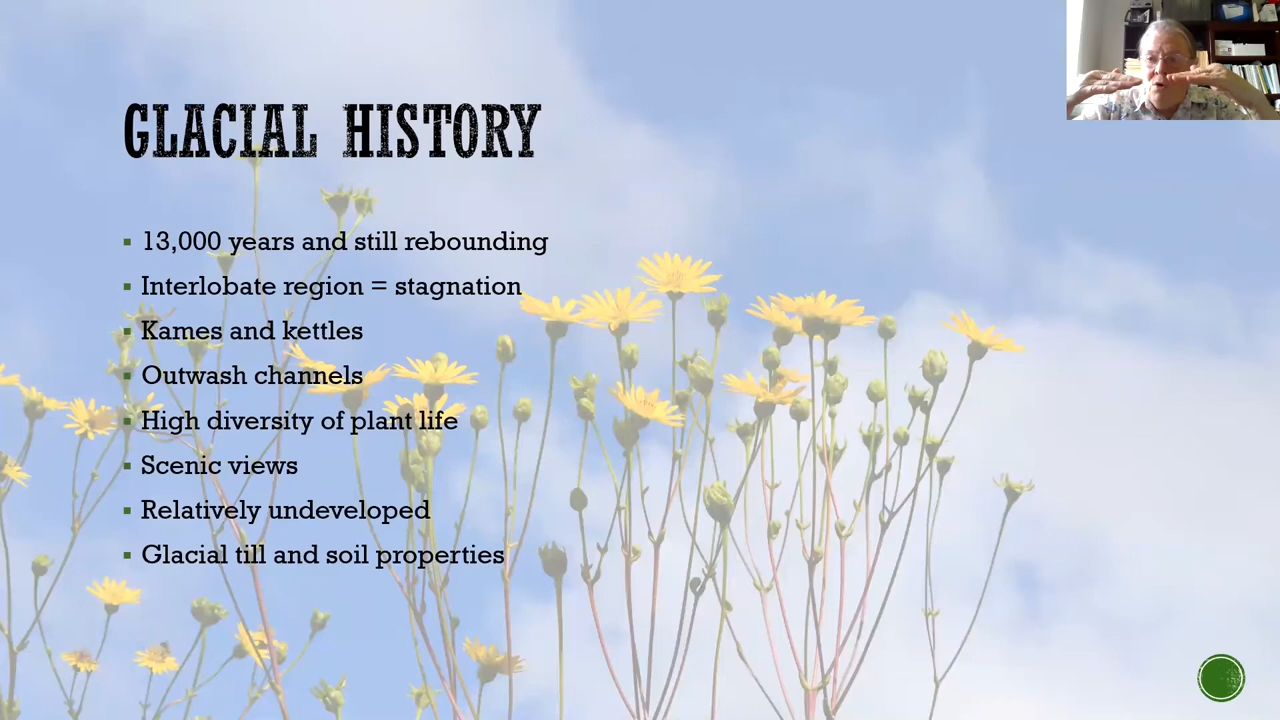 GLACIAL HISTORY
13,000 years and still rebounding
Interlobate region = stagnation
Kames and kettles
Outwash channels
High diversity of plant life
Scenic views
Relatively undeveloped
Glacial till and soil properties